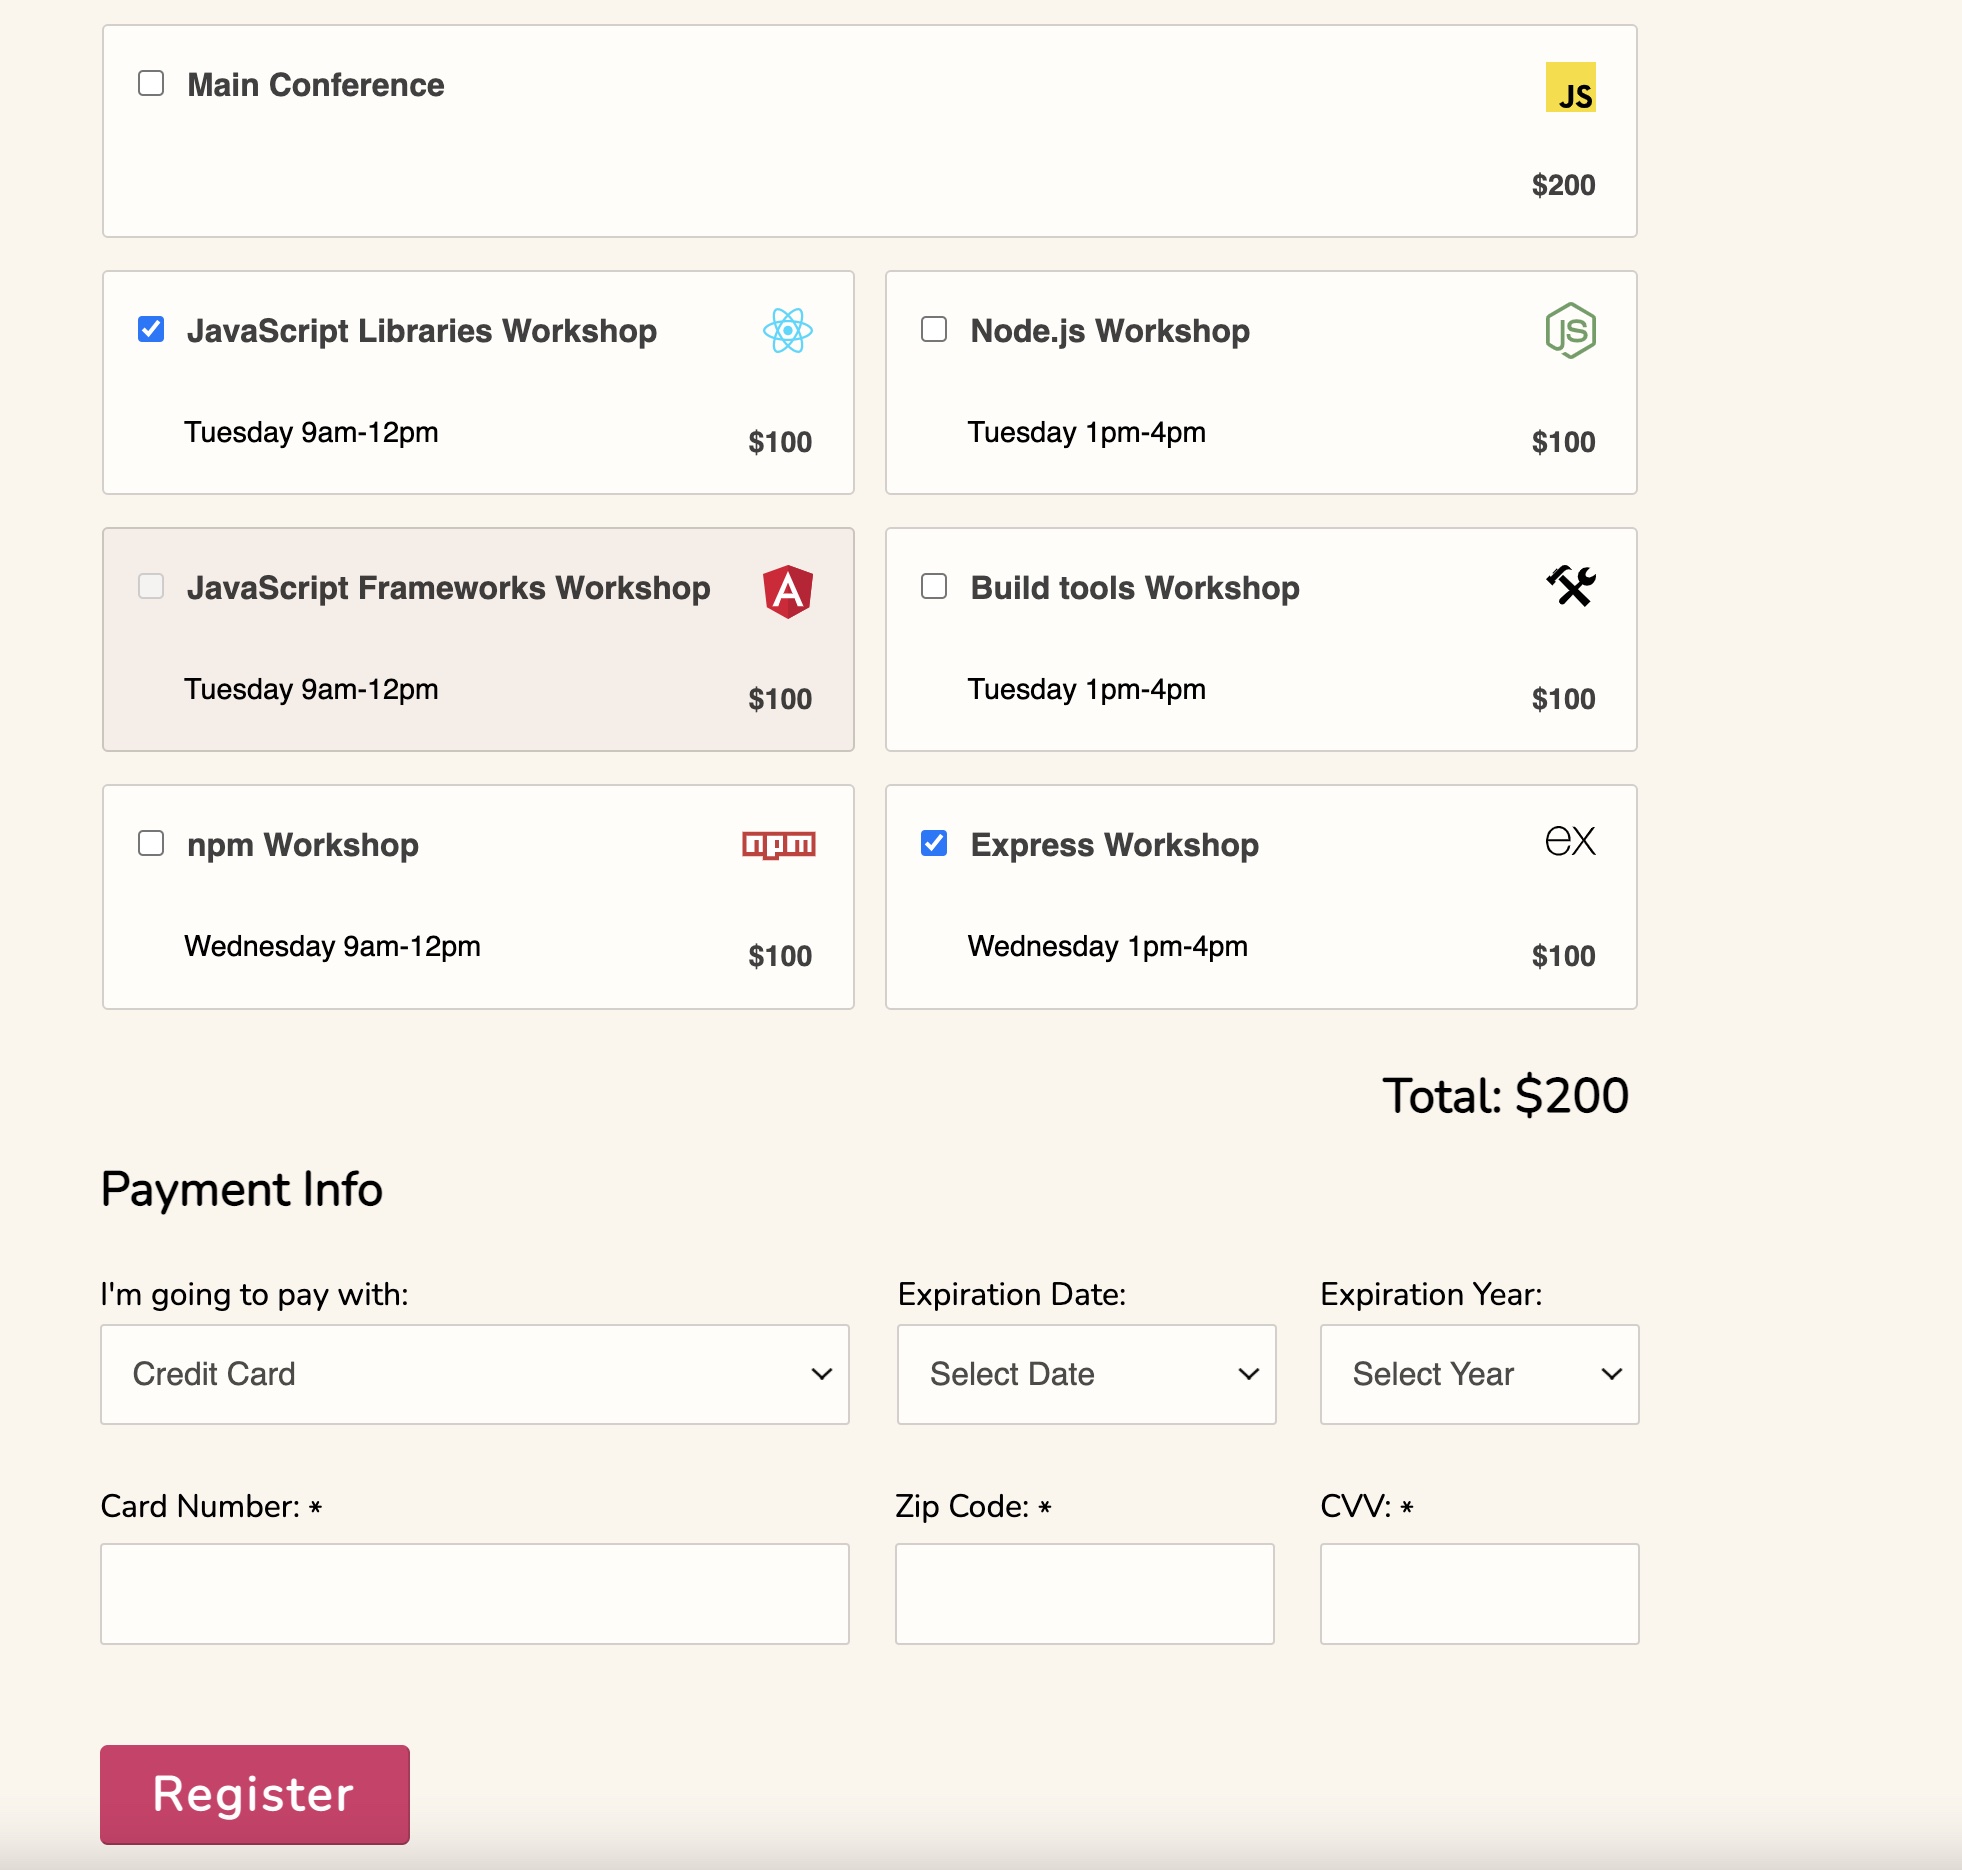 Main Conference
JS
$200
JavaScript Libraries Workshop
Tuesday 9am-12pm
$100
Node.js Workshop
JS
Tuesday 1pm-4pm
$100
JavaScript Frameworks Workshop
A
Tuesday 9am-12pm
$100
Build tools Workshop
Tuesday 1pm-4pm
$100
npm Workshop
npm
Wednesday 9am-12pm
$100
Express Workshop
ex
Wednesday 1pm-4pm
$100
Total: $200
Payment Info
I'm going to pay with:
Credit Card
Expiration Date:
Select Date
Expiration Year:
Select Year
Card Number: *
Zip Code: *
CVV: *
Register